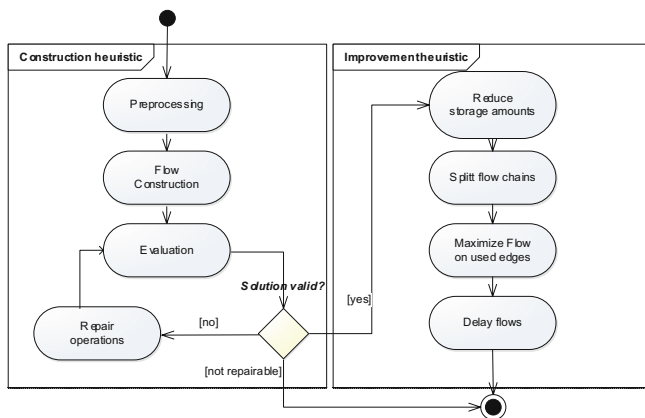 Construction heuristic
Preprocessing
Flow
Construction
Evaluation
Solution valid?
[no]
Repair
operations
[not repairable]
[yes]
Improvementheuristic
Reduce
storage amounts
Splitt flow chains
Maximize Flow
on used edges
Delay flows